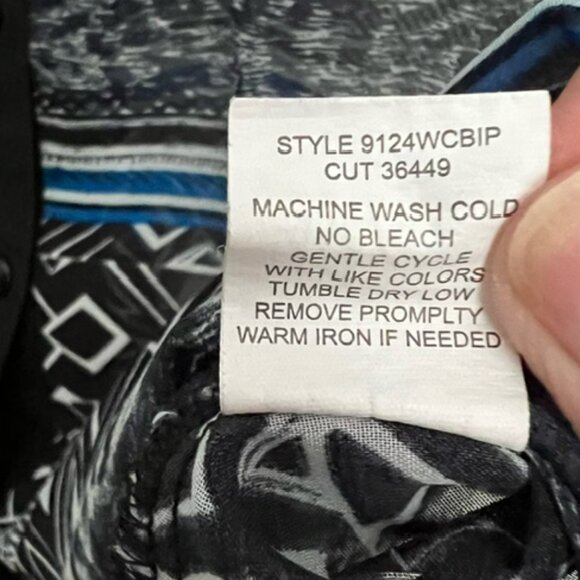 STYLE 9124WCBIP
CUT 36449
MACHINE WASH COLD
NO BLEACH
GENTLE CYCLE
WITH LIKE COLORS
TUMBLE DRY LOW
REMOVE PROMPLTY
WARM IRON IF NEEDED